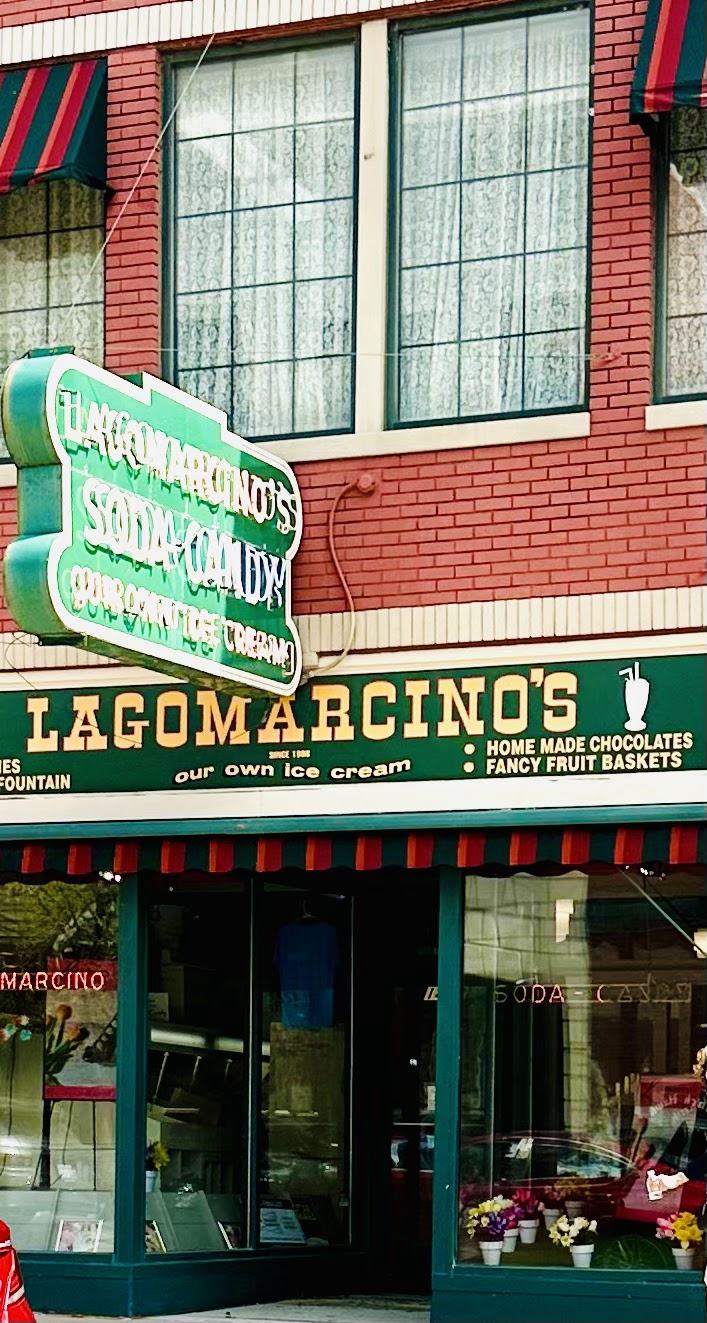 LAGOMARCINO'S
SODA-CANDY
OUR OWN ICE CREAM
LAGOMARCINO'S
SINCE 1908
our own ice cream
• HOME MADE CHOCOLATES
• FANCY FRUIT BASKETS
IES
FOUNTAIN
MARCINO
SODA - CANDY